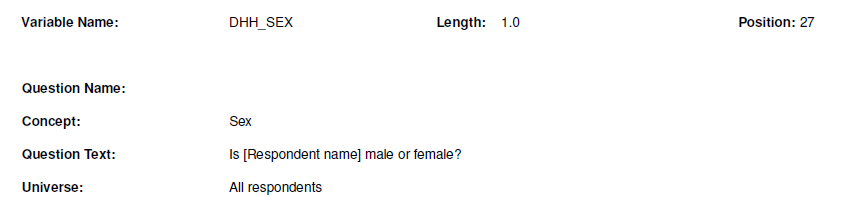 Variable Name: DHH_SEX Length: 1.0 Position: 27
Question Name:
Concept: Sex
Question Text: Is [Respondent name] male or female?
Universe: All respondents